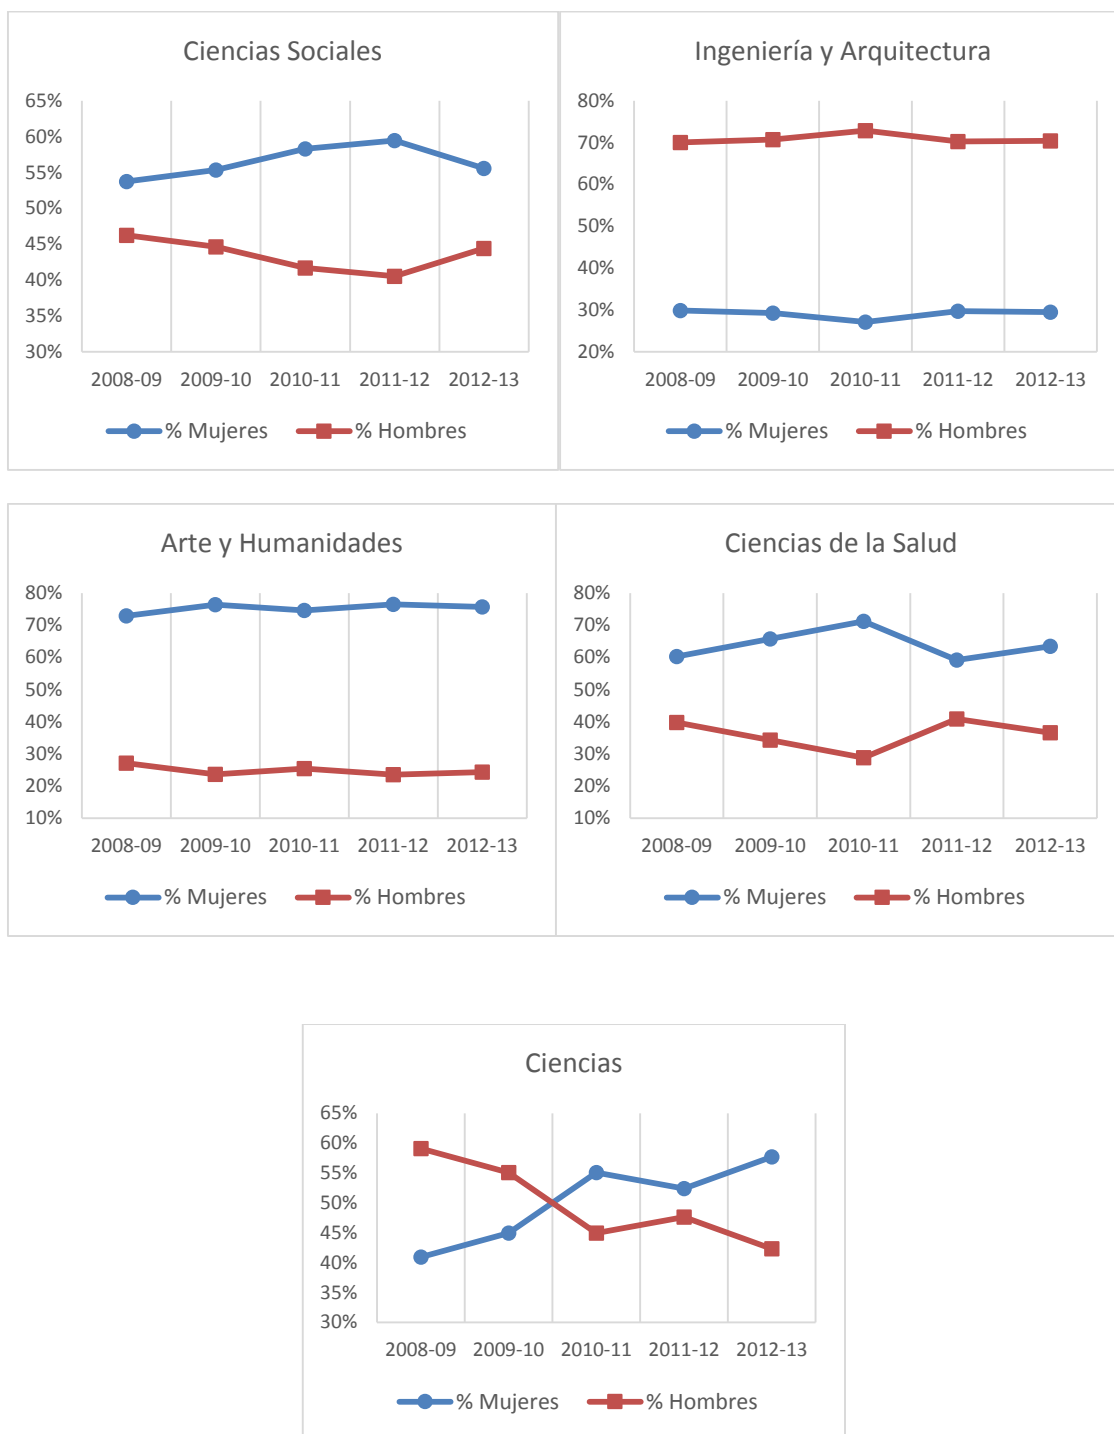 Ciencias Sociales
65%
60%
55%
50%
45%
40%
35%
30%
2008-09 2009-10 2010-11 2011-12 2012-13
% Mujeres % Hombres
Ingeniería y Arquitectura
80%
70%
60%
50%
40%
30%
20%
2008-09 2009-10 2010-11 2011-12 2012-13
% Mujeres % Hombres
Arte y Humanidades
80%
70%
60%
50%
40%
30%
20%
10%
2008-09 2009-10 2010-11 2011-12 2012-13
% Mujeres % Hombres
Ciencias de la Salud
80%
70%
60%
50%
40%
30%
20%
10%
2008-09 2009-10 2010-11 2011-12 2012-13
% Mujeres % Hombres
Ciencias
65%
60%
55%
50%
45%
40%
35%
30%
2008-09 2009-10 2010-11 2011-12 2012-13
% Mujeres % Hombres